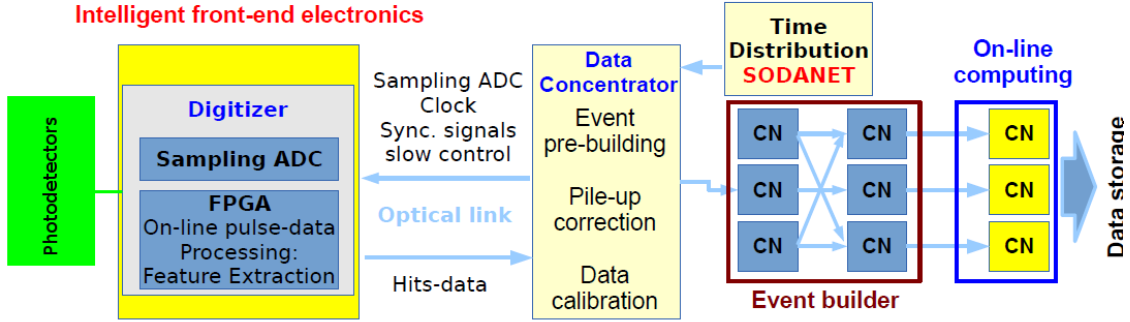 Intelligent front-end electronics
Photodetectors
Digitizer
Sampling ADC
FPGA
On-line pulse-data
Processing:
Feature Extraction
Sampling ADC
Clock
Sync. signals
slow control
Optical link
Hits-data
Data
Concentrator
Event
pre-building
Pile-up
correction
Data
calibration
Time
Distribution
SODANET
CN
CN
CN
CN
CN
CN
Event builder
On-line
computing
CN
CN
CN
Data storage